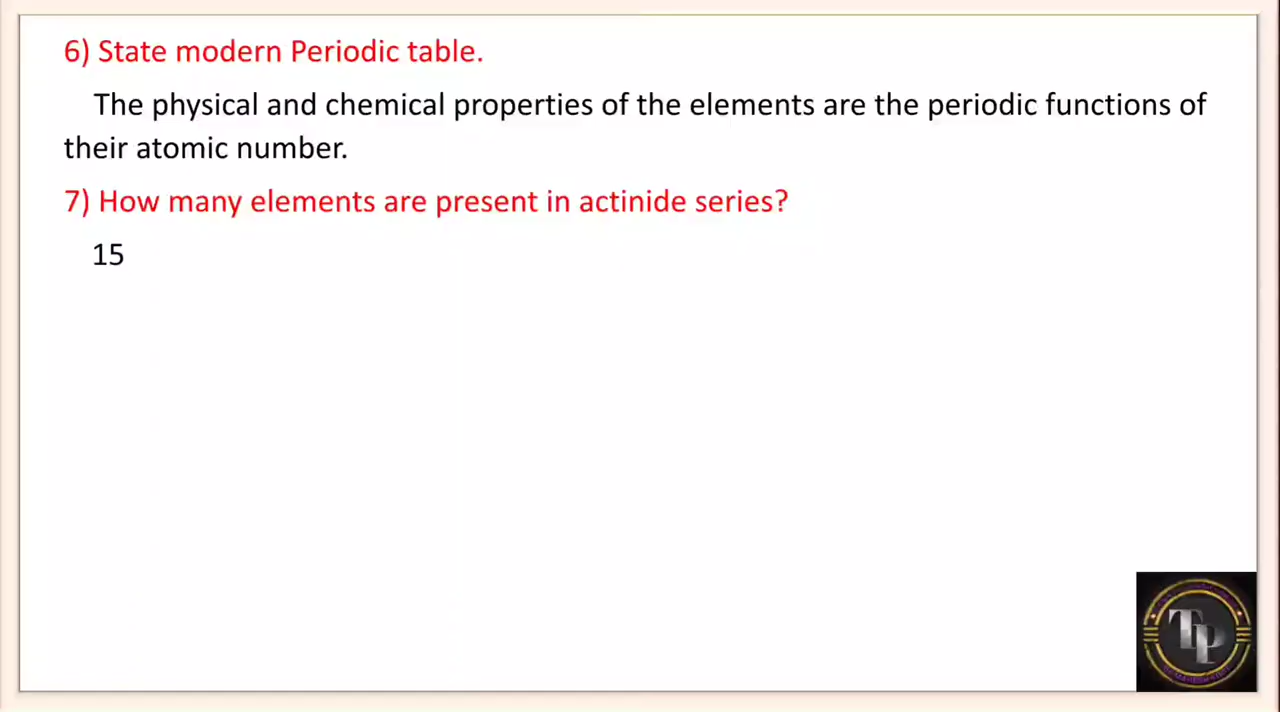 6) State modern Periodic table.
The physical and chemical properties of the elements are the periodic functions of
their atomic number.
7) How many elements are present in actinide series?
15
TP